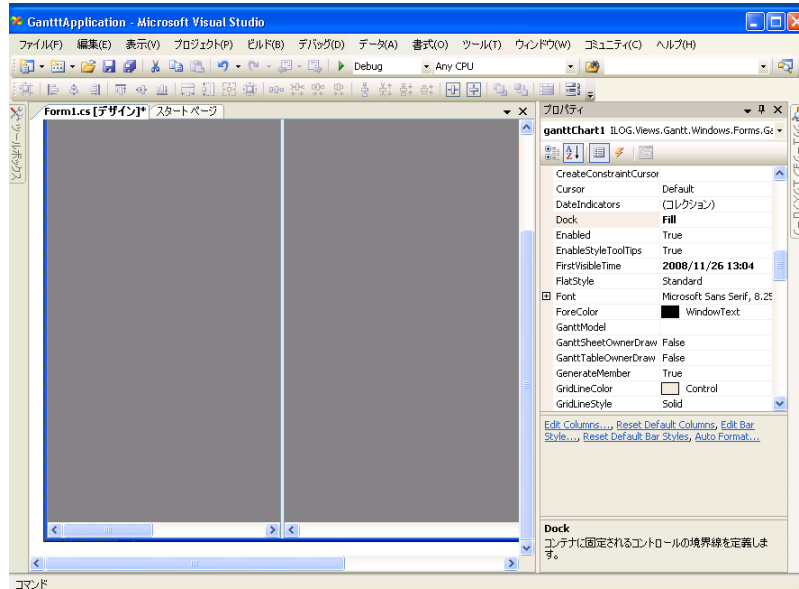 GantttApplication - Microsoft Visual Studio
ファイル(F) 編集(E) 表示(V) プロジェクト(P) ビルド(B) デバッグ(D) データ(A) 書式(O) ツール(T) ウィンドウ(W) コミュニティ(C) ヘルプ(H)
Debug Any CPU
Form1.cs [デザイン]* スタート ページ
ツールボックス
プロパティ
ganttChart1 ILOG.Views.Gantt.Windows.Forms.Ga
CreateConstraintCursor
Cursor Default
DateIndicators (コレクション)
Dock Fill
Enabled True
EnableStyleToolTips True
FirstVisibleTime 2008/11/26 13:04
FlatStyle Standard
Font Microsoft Sans Serif, 8.25
ForeColor WindowText
GanttModel
GanttSheetOwnerDraw False
GanttTableOwnerDraw False
GenerateMember True
GridLineColor Control
GridLineStyle Solid
Edit Columns..., Reset Default Columns, Edit Bar
Style..., Reset Default Bar Styles, Auto Format...
Dock
コンテナに固定されるコントロールの境界線を定義しま
す。
コマンド